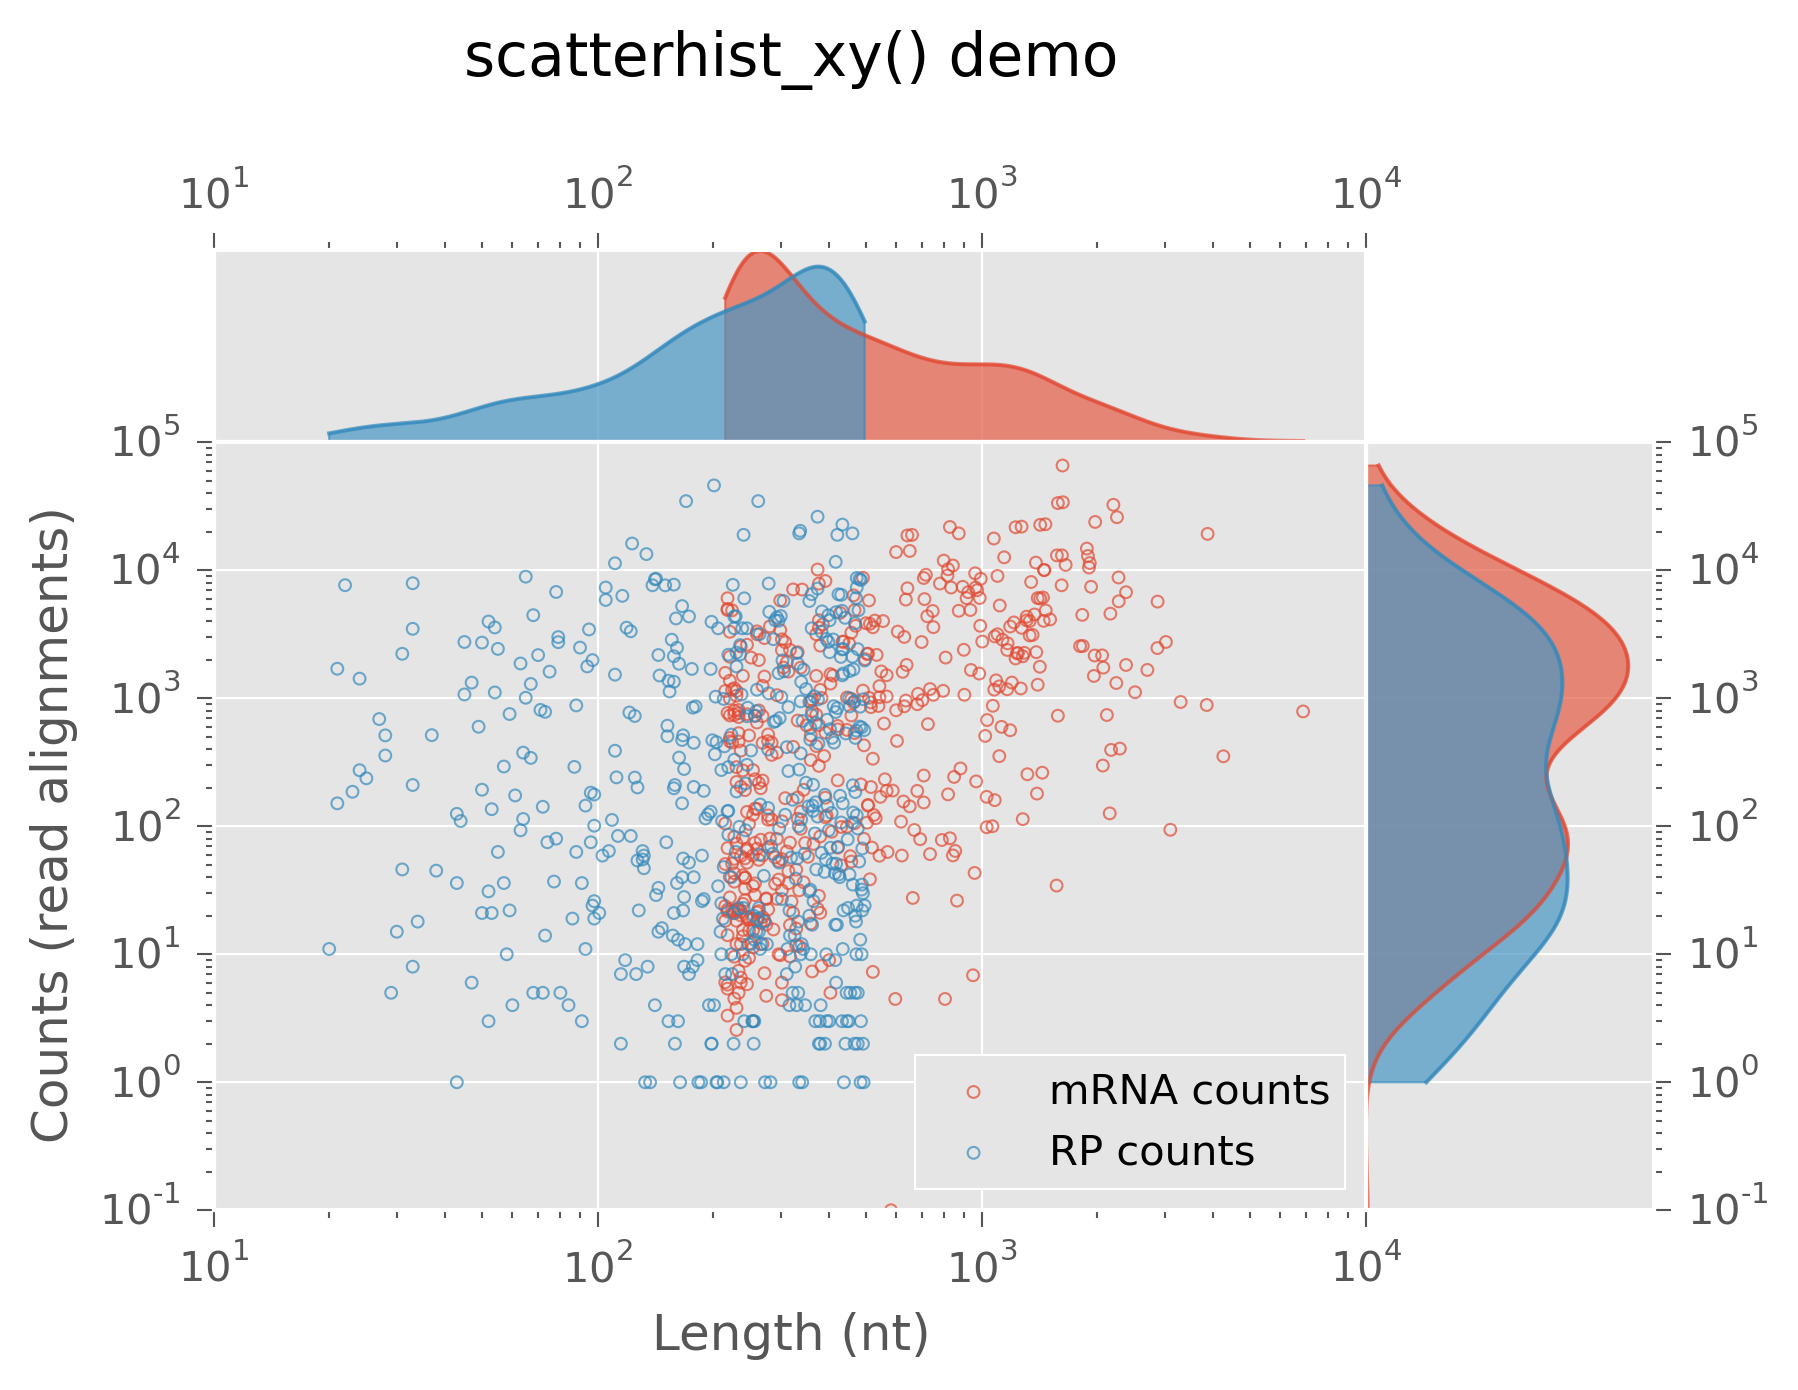 scatterhist_xy() demo
10¹ 10² 10³ 10⁴
10⁵ 10⁵
10⁴ 10⁴
10³ 10³
10² 10²
10¹ 10¹
10⁰ 10⁰
10⁻¹ 10⁻¹
Counts (read alignments)
mRNA counts
RP counts
10¹ 10² 10³ 10⁴
Length (nt)